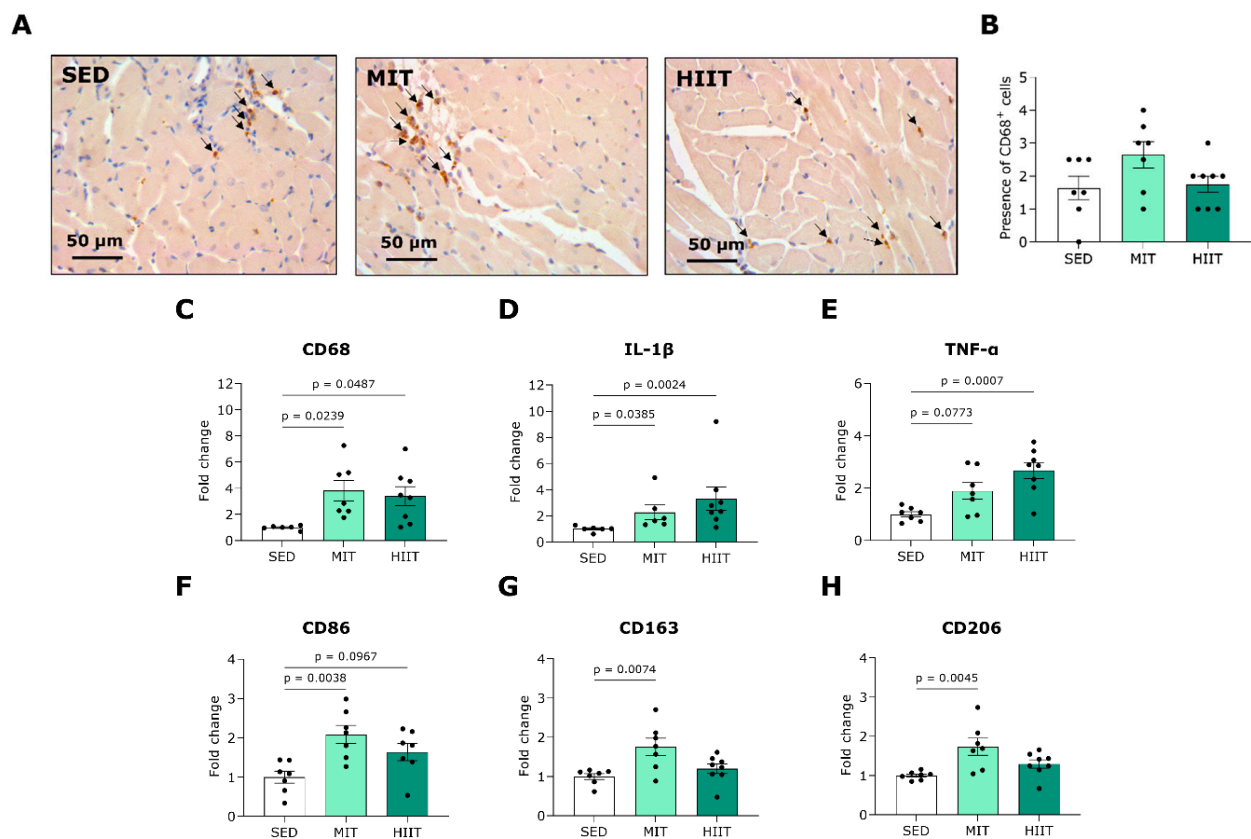 A
SED
50 µm
MIT
50 µm
HIIT
50 µm
B
Presence of CD68+ cells
5
4
3
2
1
0
SED MIT HIIT
C
CD68
Fold change
12
10
8
6
4
2
0
p = 0.0487
p = 0.0239
SED MIT HIIT
D
IL-1β
Fold change
12
10
8
6
4
2
0
p = 0.0024
p = 0.0385
SED MIT HIIT
E
TNF-α
Fold change
6
4
2
0
p = 0.0007
p = 0.0773
SED MIT HIIT
F
CD86
Fold change
4
3
2
1
0
p = 0.0967
p = 0.0038
SED MIT HIIT
G
CD163
Fold change
4
3
2
1
0
p = 0.0074
SED MIT HIIT
H
CD206
Fold change
4
3
2
1
0
p = 0.0045
SED MIT HIIT